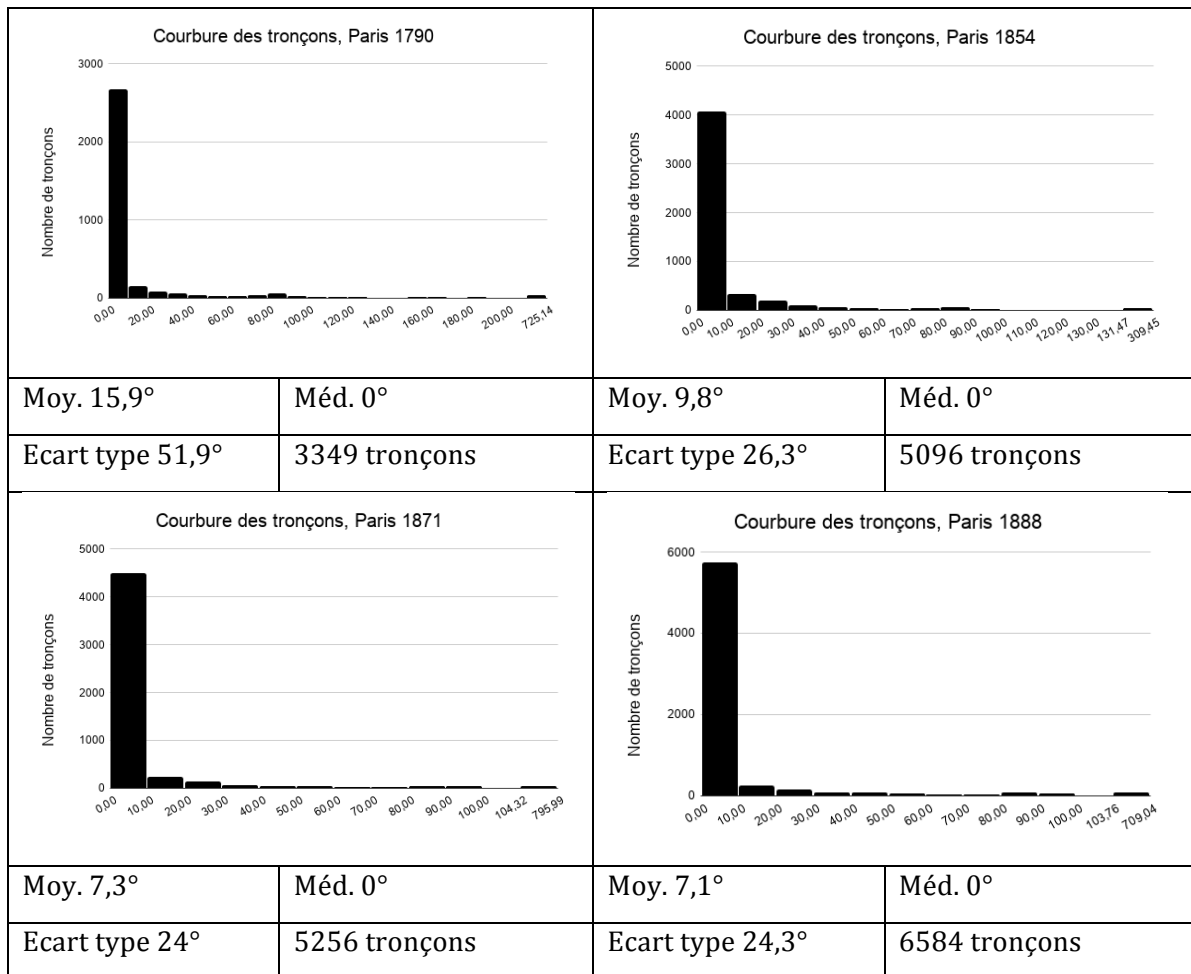 Courbure des tronçons, Paris 1790
Nombre de tronçons
3000
2000
1000
0
0,00 20,00 40,00 60,00 80,00 100,00 120,00 140,00 160,00 180,00 200,00 725,14
Courbure des tronçons, Paris 1854
Nombre de tronçons
5000
4000
3000
2000
1000
0
0,00 10,00 20,00 30,00 40,00 50,00 60,00 70,00 80,00 90,00 100,00 110,00 120,00 130,00 131,47 309,45
Moy. 15,9° Méd. 0° Moy. 9,8° Méd. 0°
Ecart type 51,9° 3349 tronçons Ecart type 26,3° 5096 tronçons
Courbure des tronçons, Paris 1871
Nombre de tronçons
5000
4000
3000
2000
1000
0
0,00 10,00 20,00 30,00 40,00 50,00 60,00 70,00 80,00 90,00 100,00 104,32 795,99
Courbure des tronçons, Paris 1888
Nombre de tronçons
6000
4000
2000
0
0,00 10,00 20,00 30,00 40,00 50,00 60,00 70,00 80,00 90,00 100,00 103,76 709,04
Moy. 7,3° Méd. 0° Moy. 7,1° Méd. 0°
Ecart type 24° 5256 tronçons Ecart type 24,3° 6584 tronçons